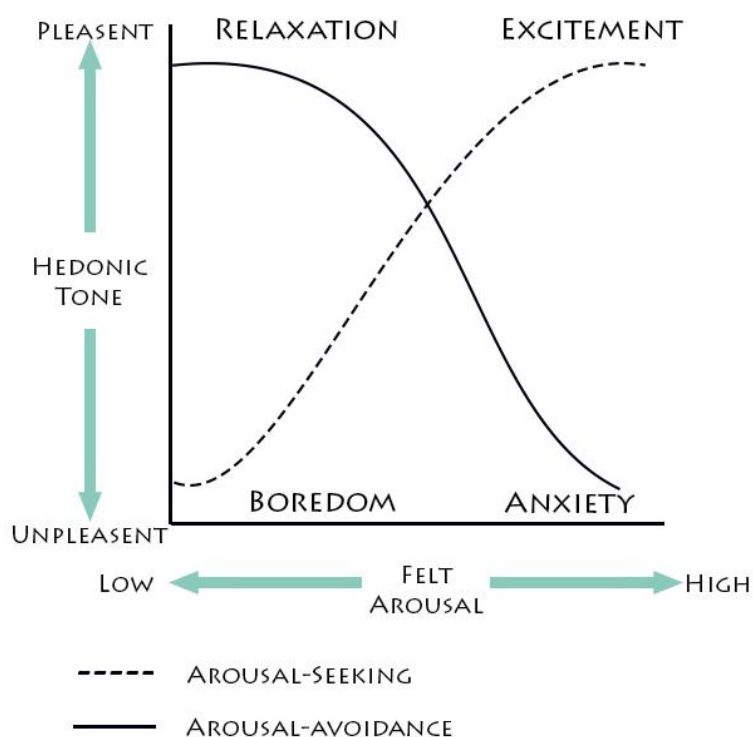 PLEASENT
RELAXATION
EXCITEMENT
HEDONIC
TONE
BOREDOM
ANXIETY
UNPLEASENT
LOW
FELT
AROUSAL
HIGH
AROUSAL-SEEKING
AROUSAL-AVOIDANCE